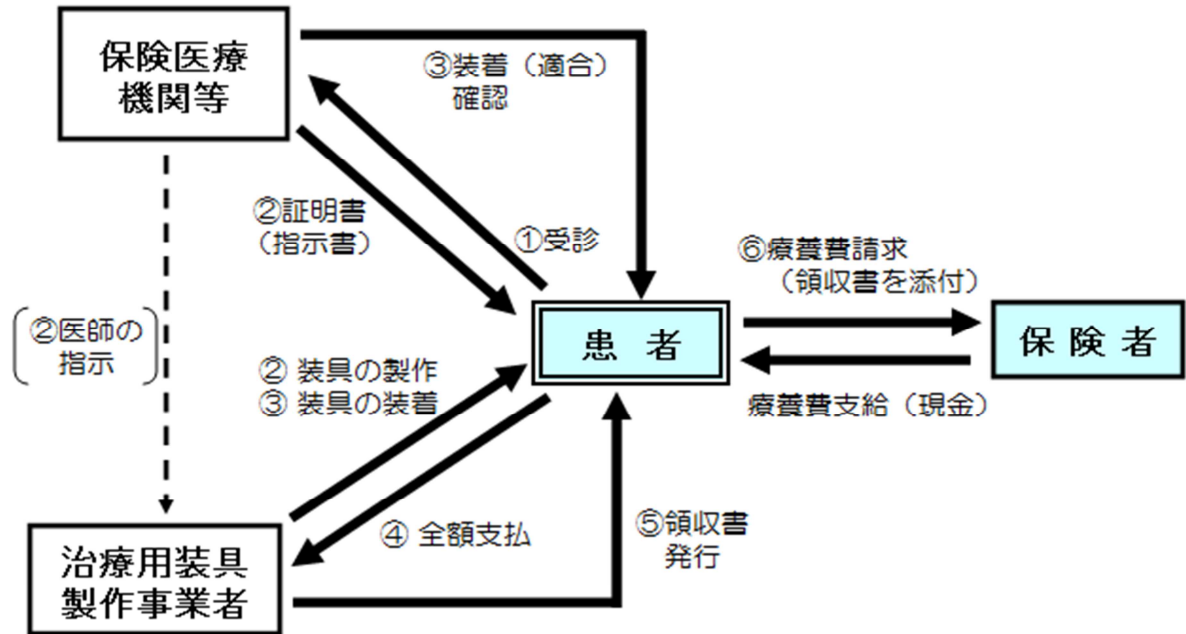 保険医療
機関等
③装着（適合）
確認
②証明書
（指示書）
①受診
⑥療養費請求
（領収書を添付）
②医師の
指示
患者
保険者
② 装具の製作
③ 装具の装着
療養費支給（現金）
④ 全額支払
⑤領収書
発行
治療用装具
製作事業者